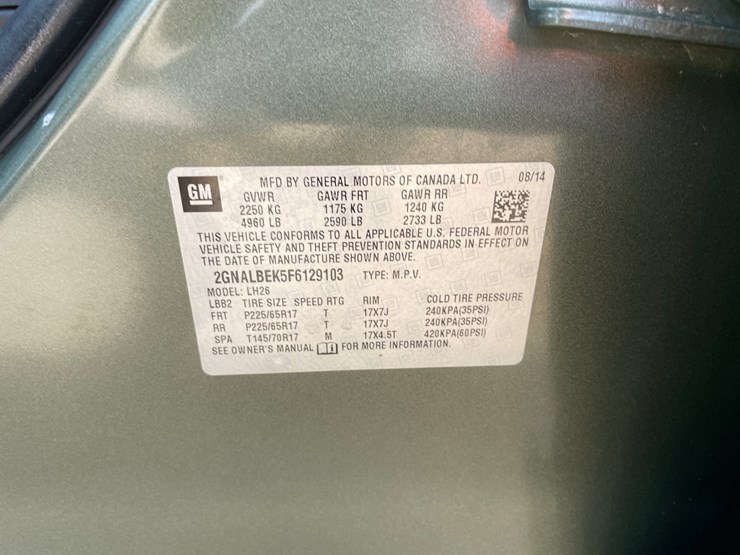 GM
MFD BY GENERAL MOTORS OF CANADA LTD. 08/14
GVWR GAWR FRT GAWR RR
2250 KG 1175 KG 1240 KG
4960 LB 2590 LB 2733 LB
THIS VEHICLE CONFORMS TO ALL APPLICABLE U.S. FEDERAL MOTOR
VEHICLE SAFETY AND THEFT PREVENTION STANDARDS IN EFFECT ON
THE DATE OF MANUFACTURE SHOWN ABOVE.
2GNALBEK5F6129103 TYPE: M.P.V.
MODEL: LH26
LBB2 TIRE SIZE SPEED RTG RIM COLD TIRE PRESSURE
FRT P225/65R17 T 17X7J 240KPA(35PSI)
RR P225/65R17 T 17X7J 240KPA(35PSI)
SPA T145/70R17 M 17X4.5T 420KPA(60PSI)
SEE OWNER'S MANUAL FOR MORE INFORMATION.